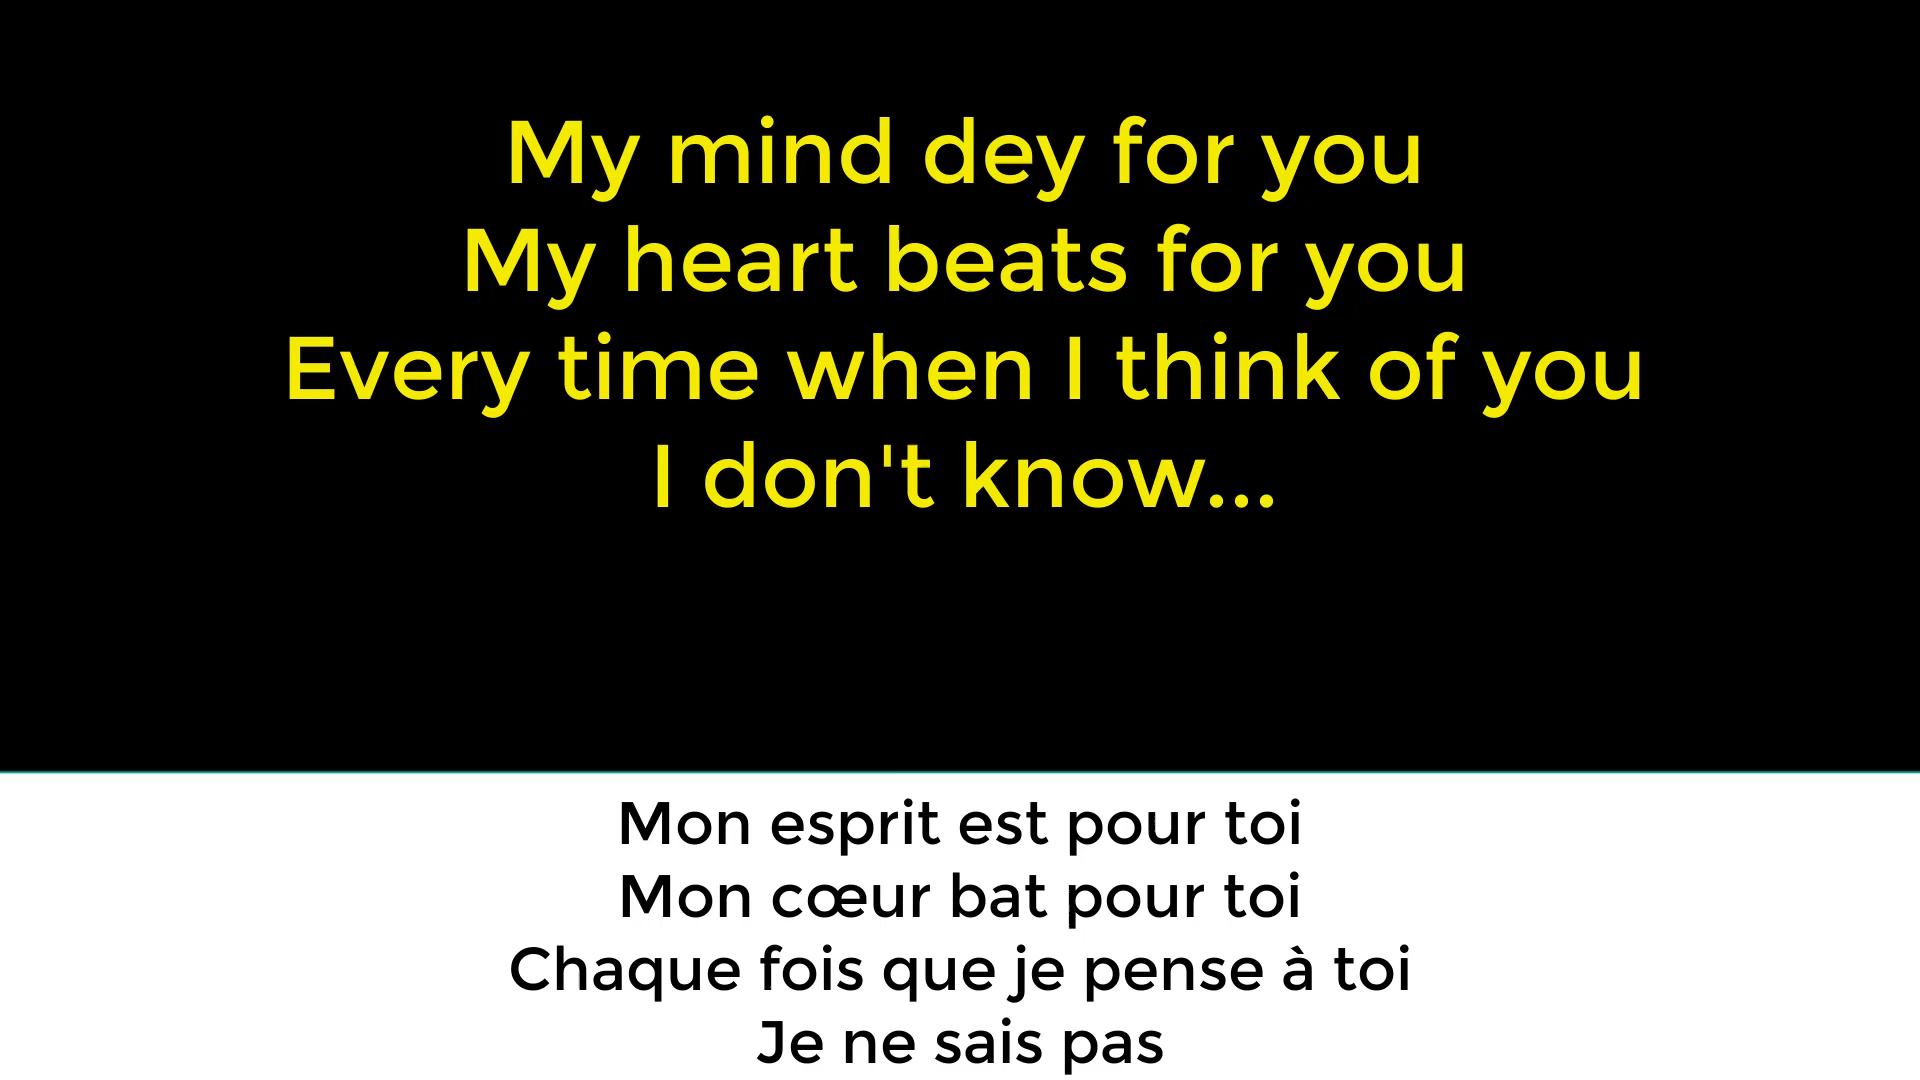 My mind dey for you
My heart beats for you
Every time when I think of you
I don't know...
Mon esprit est pour toi
Mon cœur bat pour toi
Chaque fois que je pense à toi
Je ne sais pas